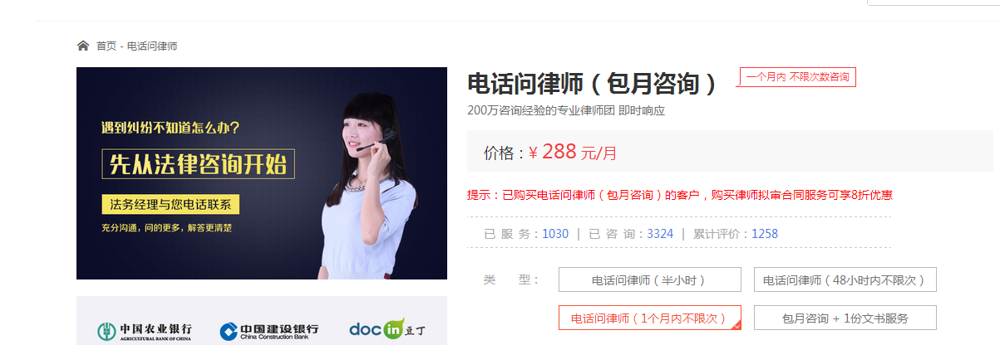 首页 - 电话问律师
遇到纠纷不知道怎么办？
先从法律咨询开始
法务经理与您电话联系
充分沟通，问的更多，解答更清楚
中国农业银行
AGRICULTURAL BANK OF CHINA
中国建设银行
China Construction Bank
docin豆丁
电话问律师（包月咨询）
一个月内 不限次数咨询
200万咨询经验的专业律师团 即时响应
价格：¥ 288 元/月
提示：已购买电话问律师（包月咨询）的客户，购买律师拟审合同服务可享8折优惠
已 服 务：1030 | 已 咨 询：3324 | 累计评价：1258
类 型：
电话问律师（半小时）
电话问律师（48小时内不限次）
电话问律师（1个月内不限次）
包月咨询 + 1份文书服务